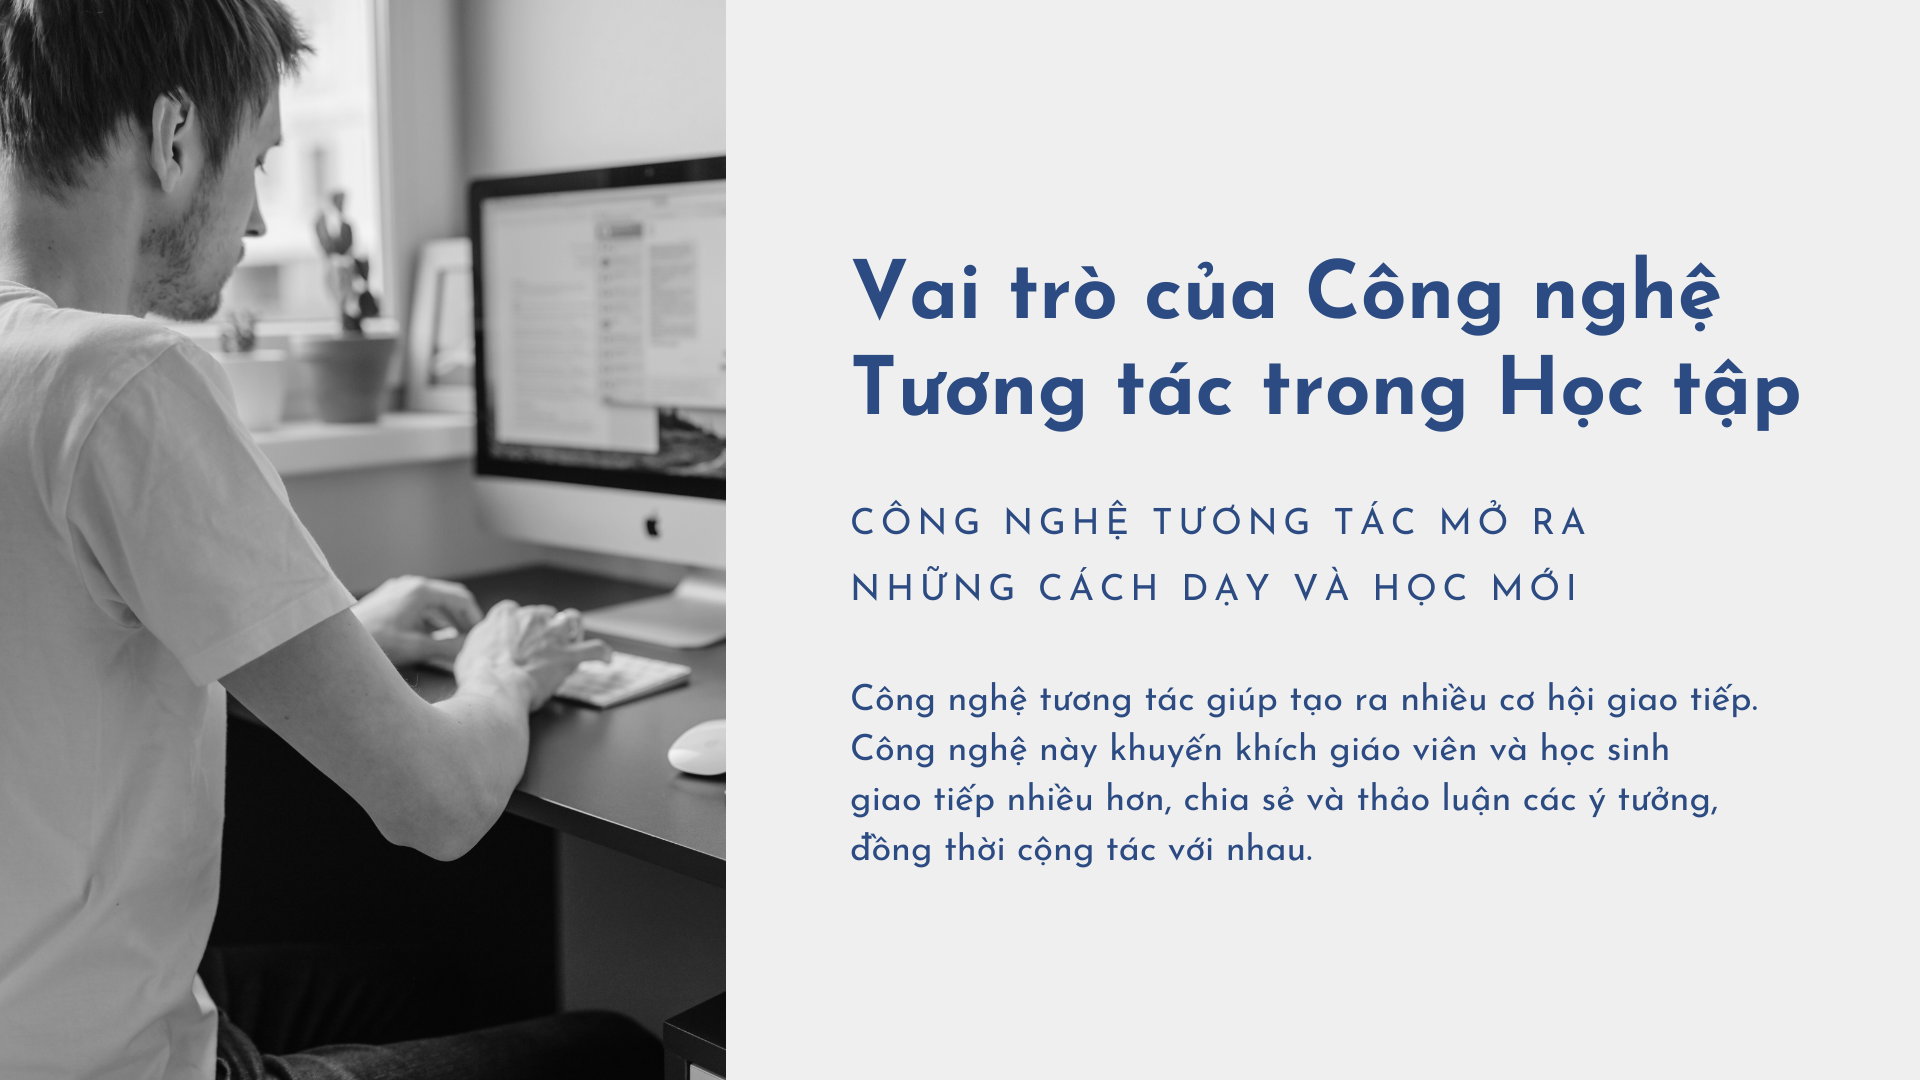 Vai trò của Công nghệ
Tương tác trong Học tập
CÔNG NGHỆ TƯƠNG TÁC MỞ RA
NHỮNG CÁCH DẠY VÀ HỌC MỚI
Công nghệ tương tác giúp tạo ra nhiều cơ hội giao tiếp.
Công nghệ này khuyến khích giáo viên và học sinh
giao tiếp nhiều hơn, chia sẻ và thảo luận các ý tưởng,
đồng thời cộng tác với nhau.